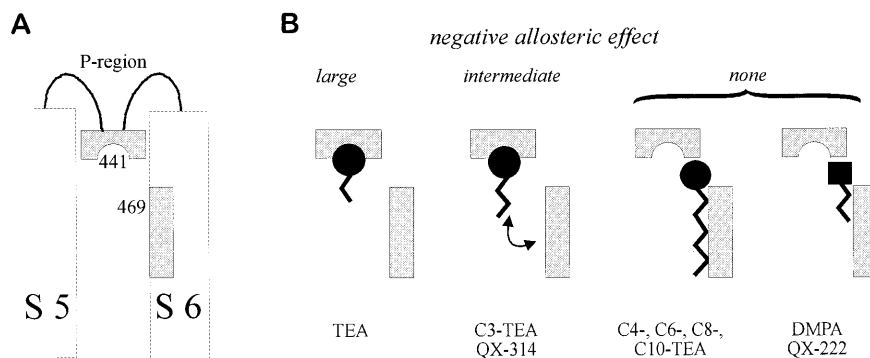 A
P-region
441
469
S 5
S 6
B
negative allosteric effect
large
intermediate
none
TEA
C3-TEA
QX-314
C4-, C6-, C8-,
C10-TEA
DMPA
QX-222